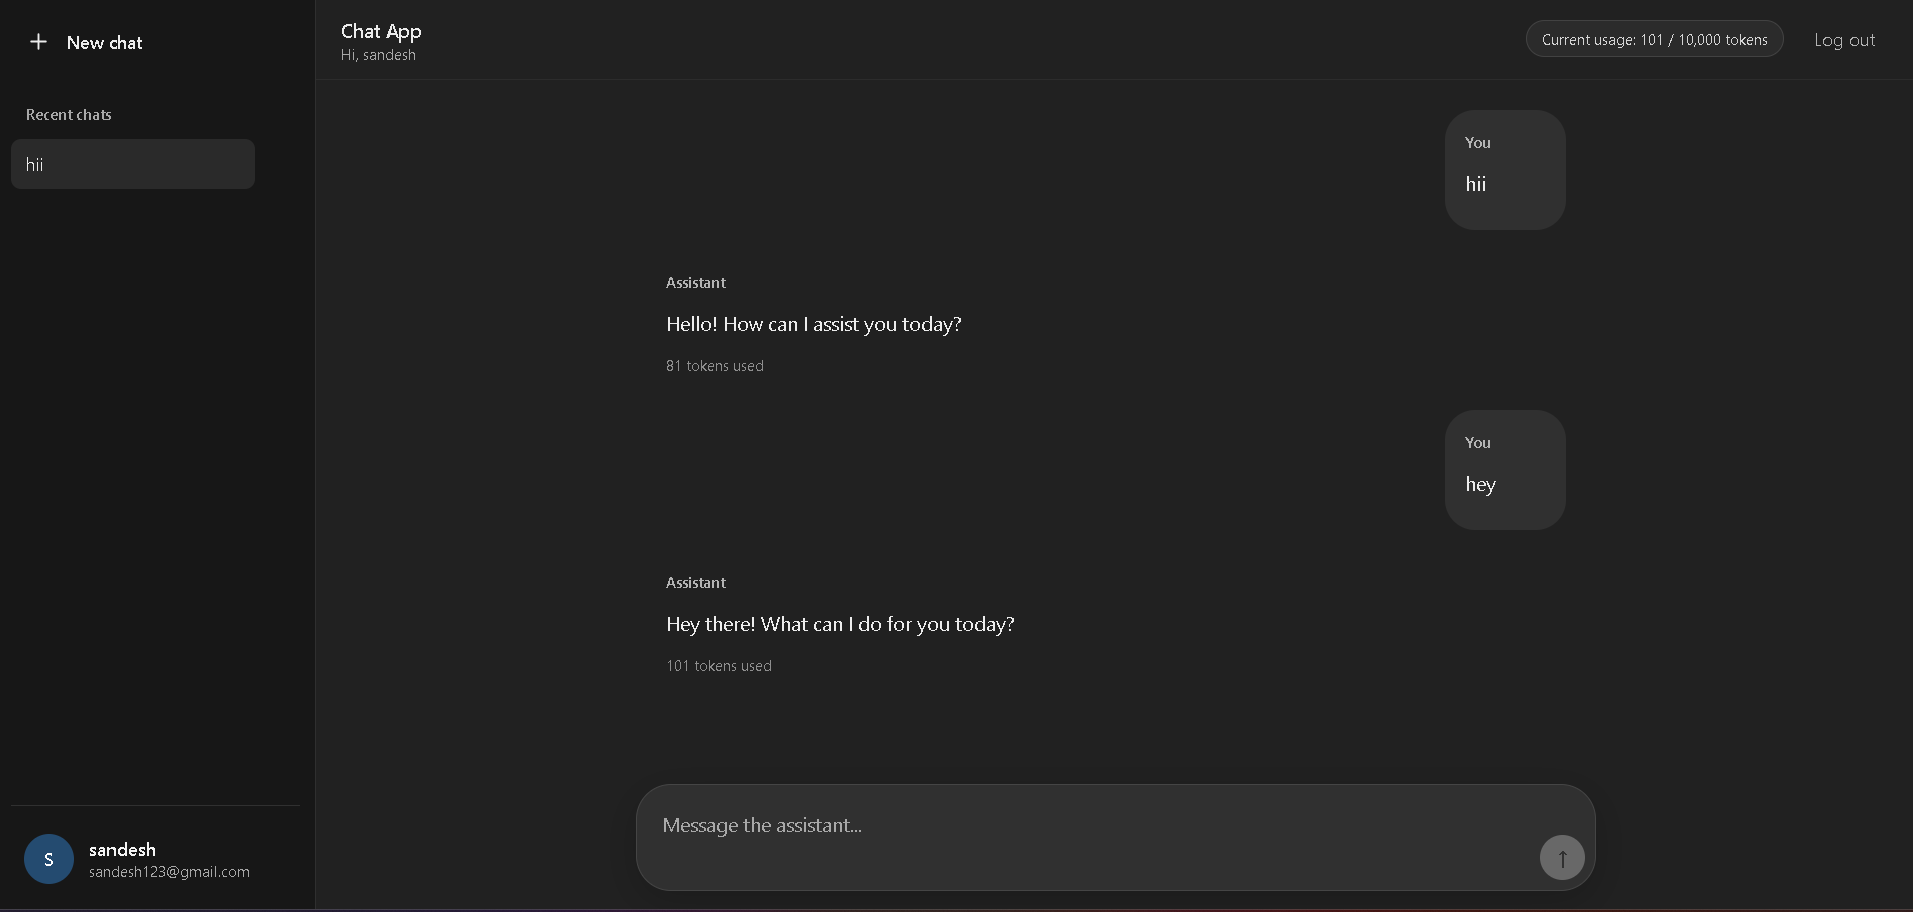 New chat
Recent chats
hii
sandesh
sandesh123@gmail.com
S
Chat App
Hi, sandesh
Current usage: 101 / 10,000 tokens
Log out
You
hii
Assistant
Hello! How can I assist you today?
81 tokens used
You
hey
Assistant
Hey there! What can I do for you today?
101 tokens used
Message the assistant...